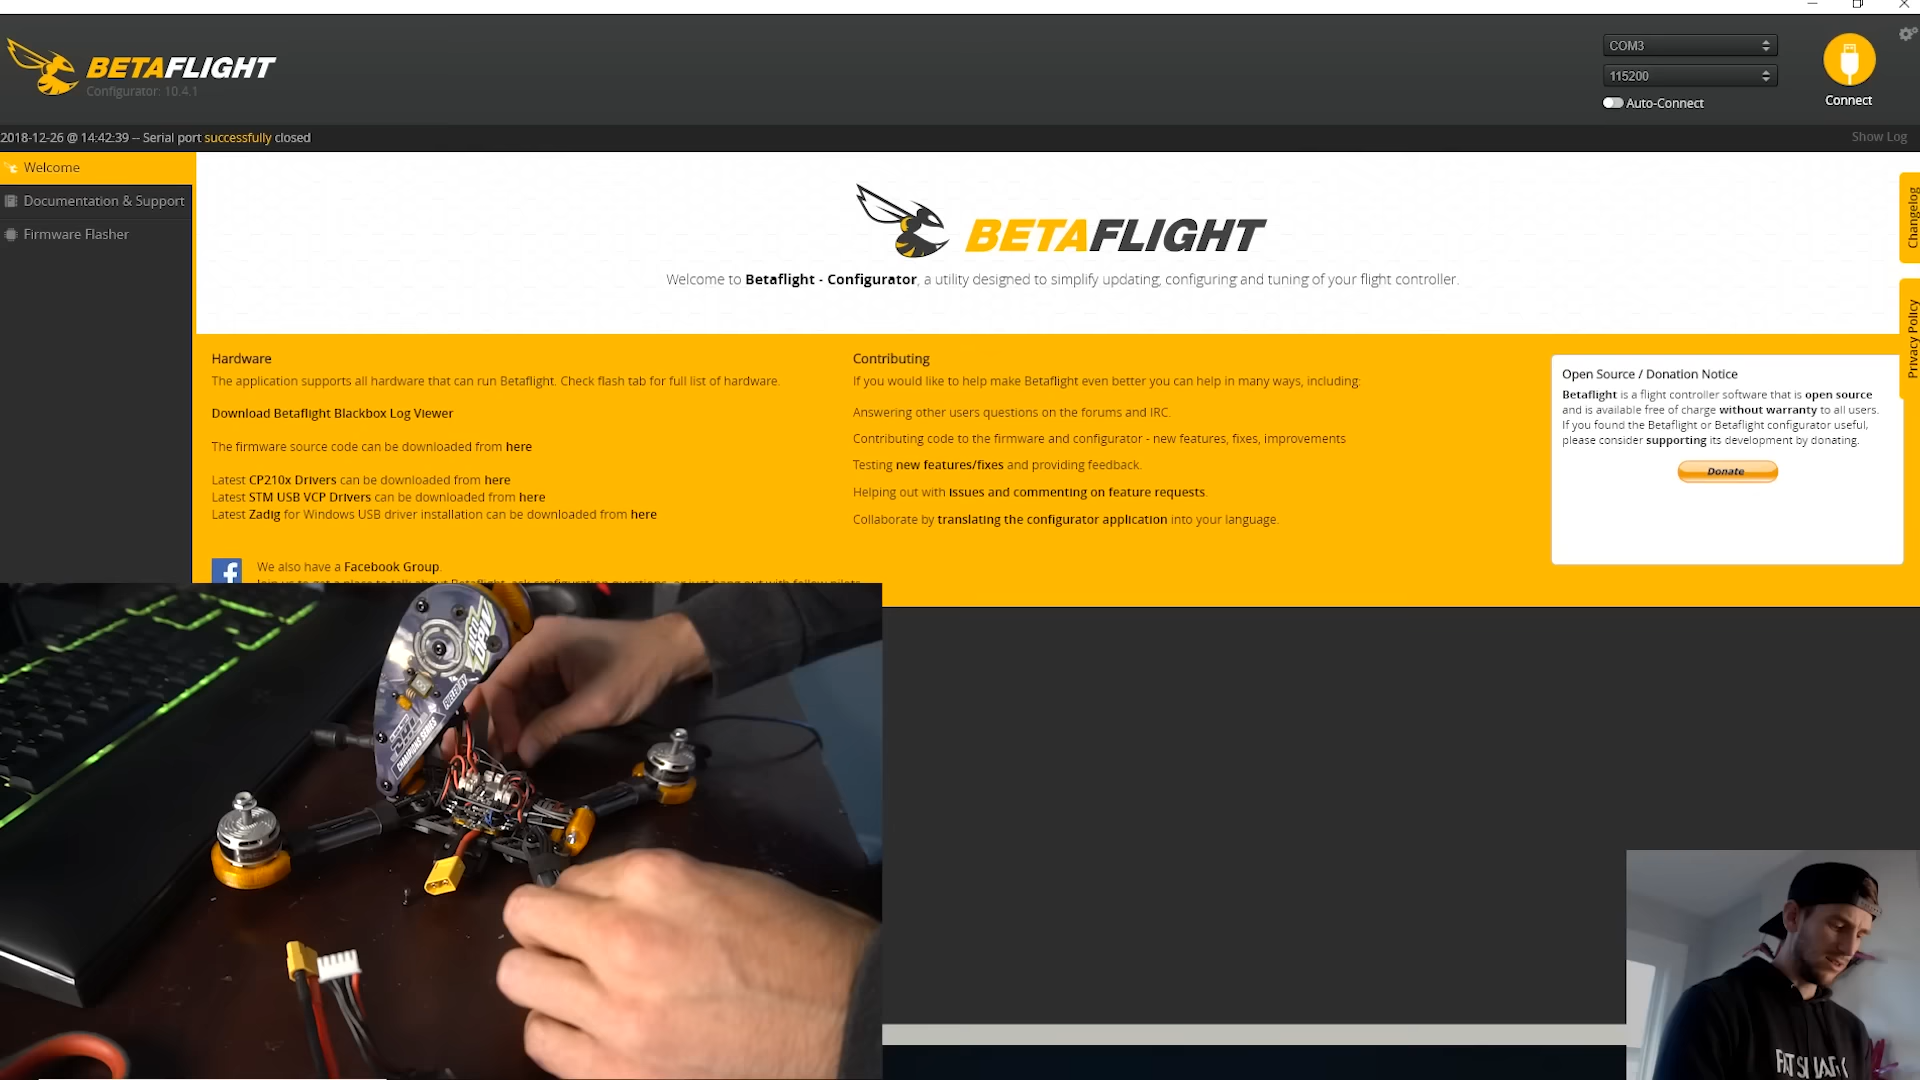 BETAFLIGHT
Configurator: 10.4.1
COM3
115200
Auto-Connect
Connect
2018-12-26 @ 14:42:39 -- Serial port successfully closed
Show Log
Welcome
Documentation & Support
Firmware Flasher
BETAFLIGHT
Welcome to Betaflight - Configurator, a utility designed to simplify updating, configuring and tuning of your flight controller.
Changelog
Privacy Policy
Hardware
The application supports all hardware that can run Betaflight. Check flash tab for full list of hardware.
Download Betaflight Blackbox Log Viewer
The firmware source code can be downloaded from here
Latest CP210x Drivers can be downloaded from here
Latest STM USB VCP Drivers can be downloaded from here
Latest Zadig for Windows USB driver installation can be downloaded from here
We also have a Facebook Group.
Contributing
If you would like to help make Betaflight even better you can help in many ways, including:
Answering other users questions on the forums and IRC.
Contributing code to the firmware and configurator - new features, fixes, improvements
Testing new features/fixes and providing feedback.
Helping out with issues and commenting on feature requests.
Collaborate by translating the configurator application into your language.
Open Source / Donation Notice
Betaflight is a flight controller software that is open source
and is available free of charge without warranty to all users.
If you found the Betaflight or Betaflight configurator useful,
please consider supporting its development by donating.
Donate
CHAMPIONS SERIES
FUELED BY
FAT SHARK